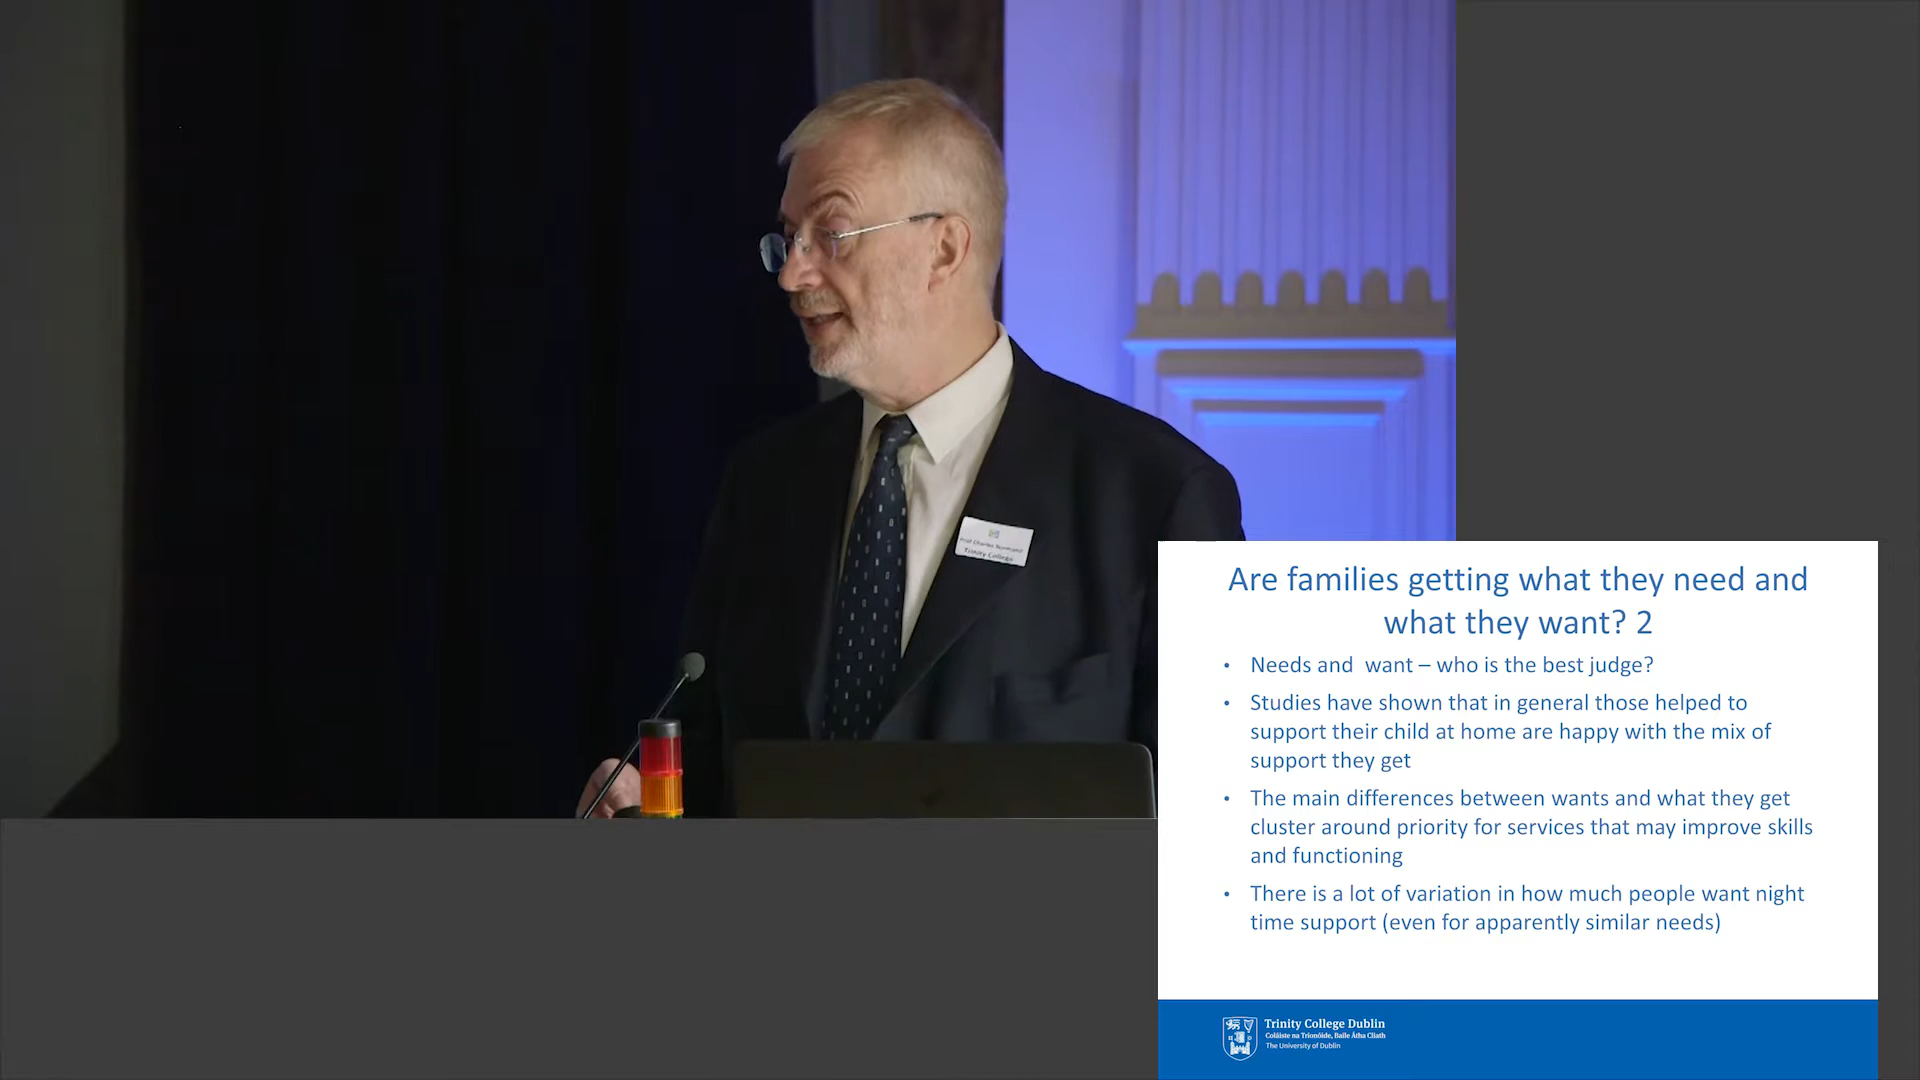 Prof Charles Normand
Trinity College
Are families getting what they need and
what they want? 2
• Needs and  want – who is the best judge?
• Studies have shown that in general those helped to
support their child at home are happy with the mix of
support they get
• The main differences between wants and what they get
cluster around priority for services that may improve skills
and functioning
• There is a lot of variation in how much people want night
time support (even for apparently similar needs)
Trinity College Dublin
Coláiste na Tríonóide, Baile Átha Cliath
The University of Dublin